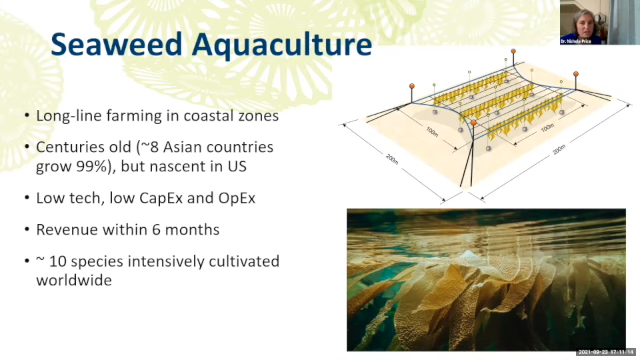 Seaweed Aquaculture
• Long-line farming in coastal zones
• Centuries old (~8 Asian countries
grow 99%), but nascent in US
• Low tech, low CapEx and OpEx
• Revenue within 6 months
• ~ 10 species intensively cultivated
worldwide
100m
100m
200m
200m
Dr. Nichole Price
2021-02-23 17:11:14